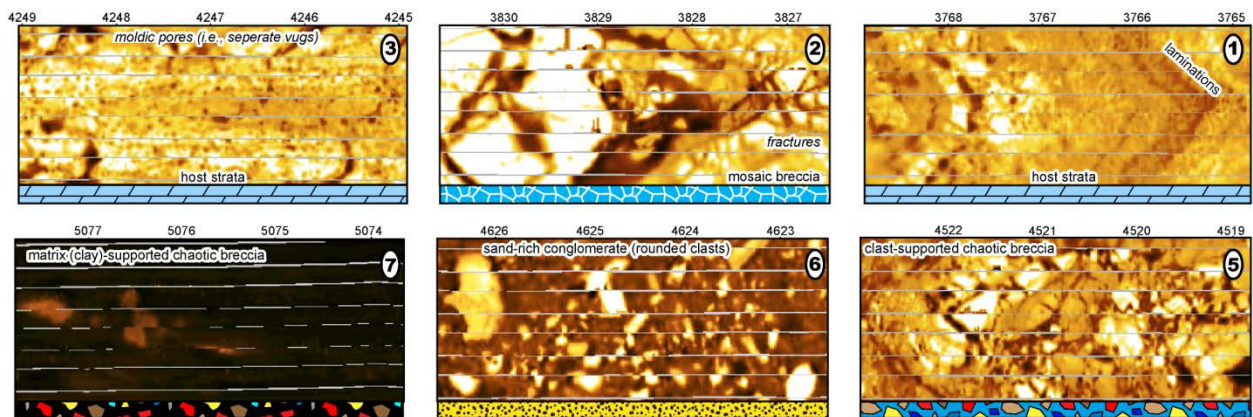 4249 4248 4247 4246 4245
moldic pores (i.e., seperate vugs)
3
host strata
3830 3829 3828 3827
2
fractures
mosaic breccia
3768 3767 3766 3765
1
laminations
host strata
5077 5076 5075 5074
matrix (clay)-supported chaotic breccia
7
4626 4625 4624 4623
sand-rich conglomerate (rounded clasts)
6
4522 4521 4520 4519
clast-supported chaotic breccia
5